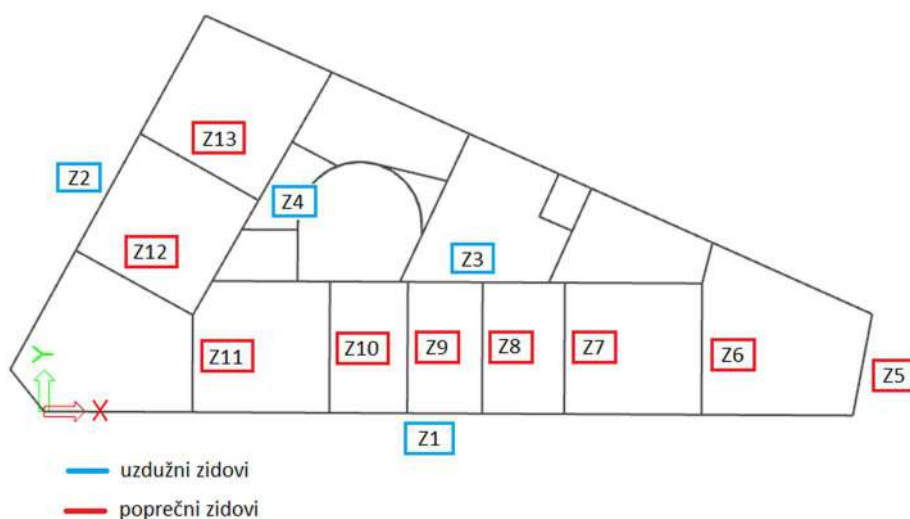 Z13
Z2
Z4
Z12
Z3
Z11
Z10
Z9
Z8
Z7
Z6
Z5
Y
X
Z1
uzdužni zidovi
poprečni zidovi